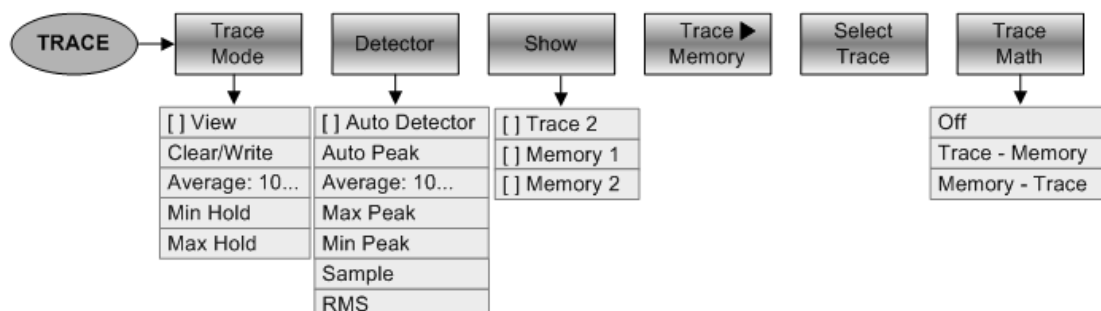 TRACE
Trace
Mode
Detector
Show
Trace ▶
Memory
Select
Trace
Trace
Math
[ ] View
Clear/Write
Average: 10...
Min Hold
Max Hold
[ ] Auto Detector
Auto Peak
Average: 10...
Max Peak
Min Peak
Sample
RMS
[ ] Trace 2
[ ] Memory 1
[ ] Memory 2
Off
Trace - Memory
Memory - Trace